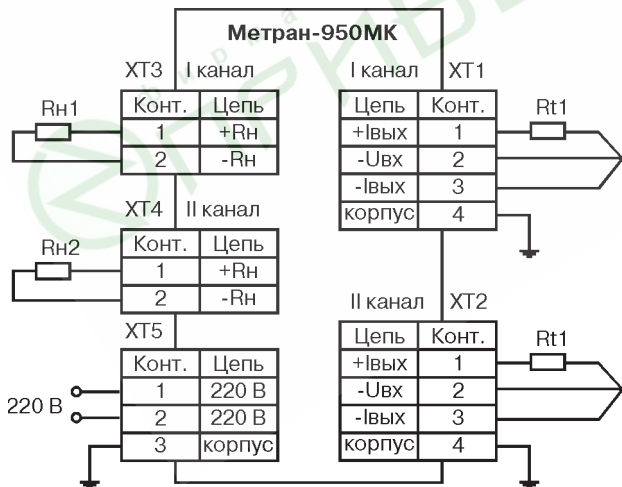 Метран-950МК
XT3 I канал
Конт. Цепь
1 +Rн
2 -Rн
Rн1
XT4 II канал
Конт. Цепь
1 +Rн
2 -Rн
Rн2
XT5
Конт. Цепь
1 220 В
2 220 В
3 корпус
220 В
I канал XT1
Цепь Конт.
+Iвых 1
-Uвх 2
-Iвых 3
корпус 4
Rt1
II канал XT2
Цепь Конт.
+Iвых 1
-Uвх 2
-Iвых 3
корпус 4
Rt1